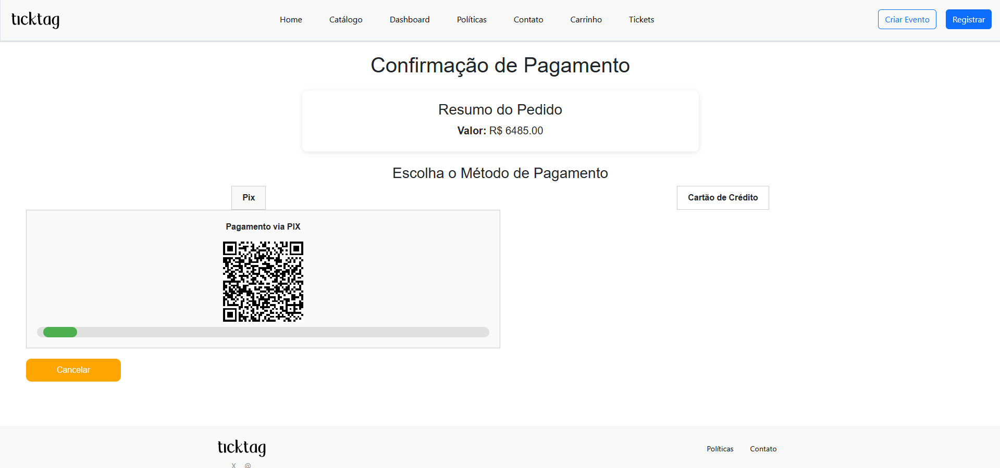 ticktag
Home Catálogo Dashboard Políticas Contato Carrinho Tickets
Criar Evento Registrar
Confirmação de Pagamento
Resumo do Pedido
Valor: R$ 6485.00
Escolha o Método de Pagamento
Pix
Cartão de Crédito
Pagamento via PIX
Cancelar
ticktag
X @
Políticas Contato